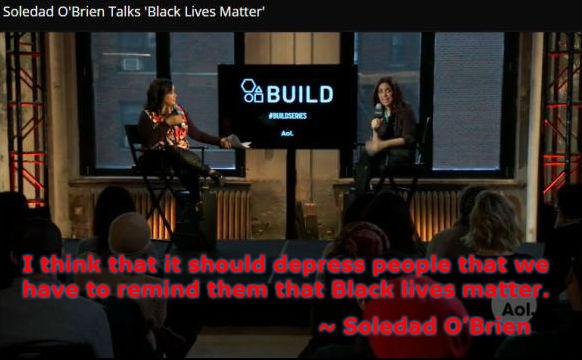 Soledad O'Brien Talks 'Black Lives Matter'
BUILD
#BUILDSERIES
Aol.
I think that it should depress people that we
have to remind them that Black lives matter.
Aol.
~ Soledad O'Brien